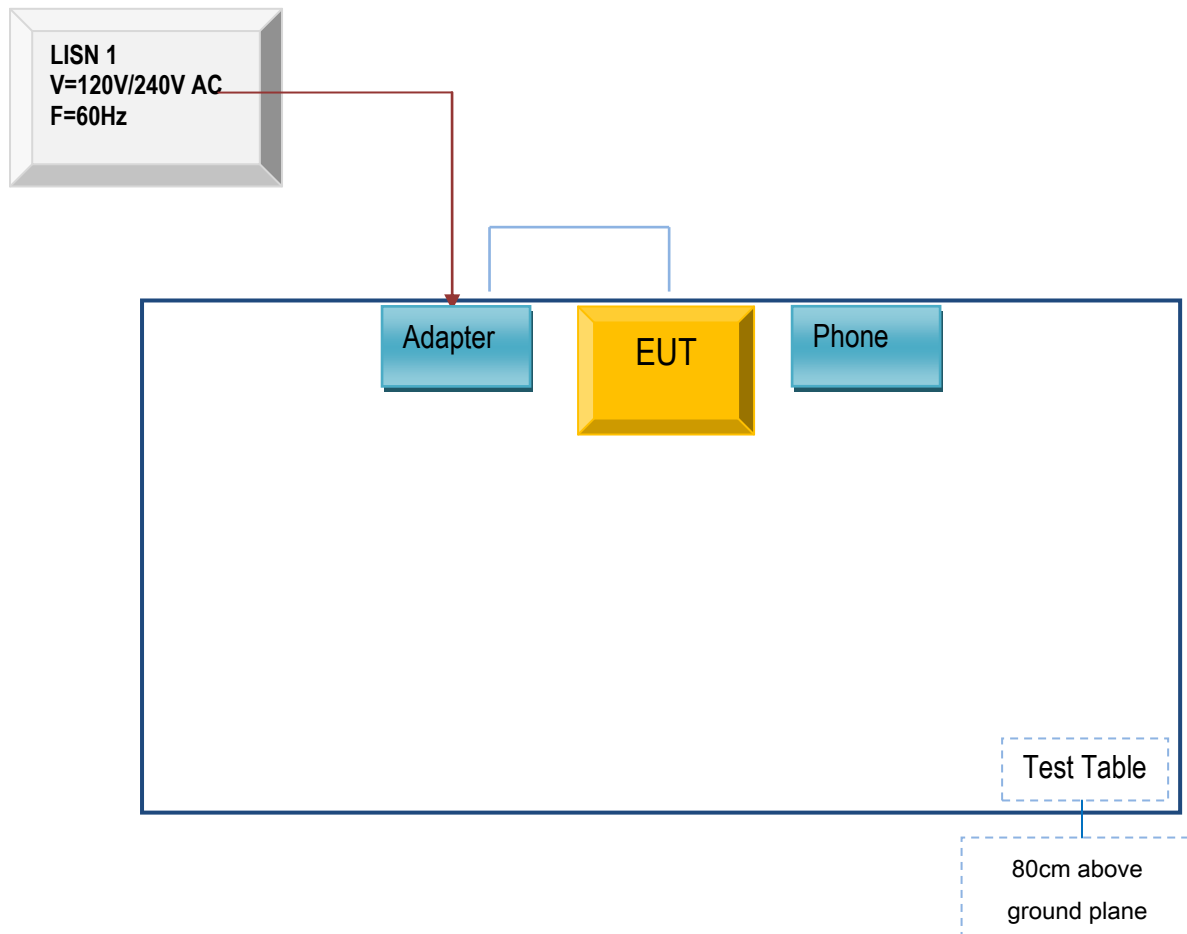 LISN 1
V=120V/240V AC
F=60Hz
Adapter
EUT
Phone
Test Table
80cm above
ground plane